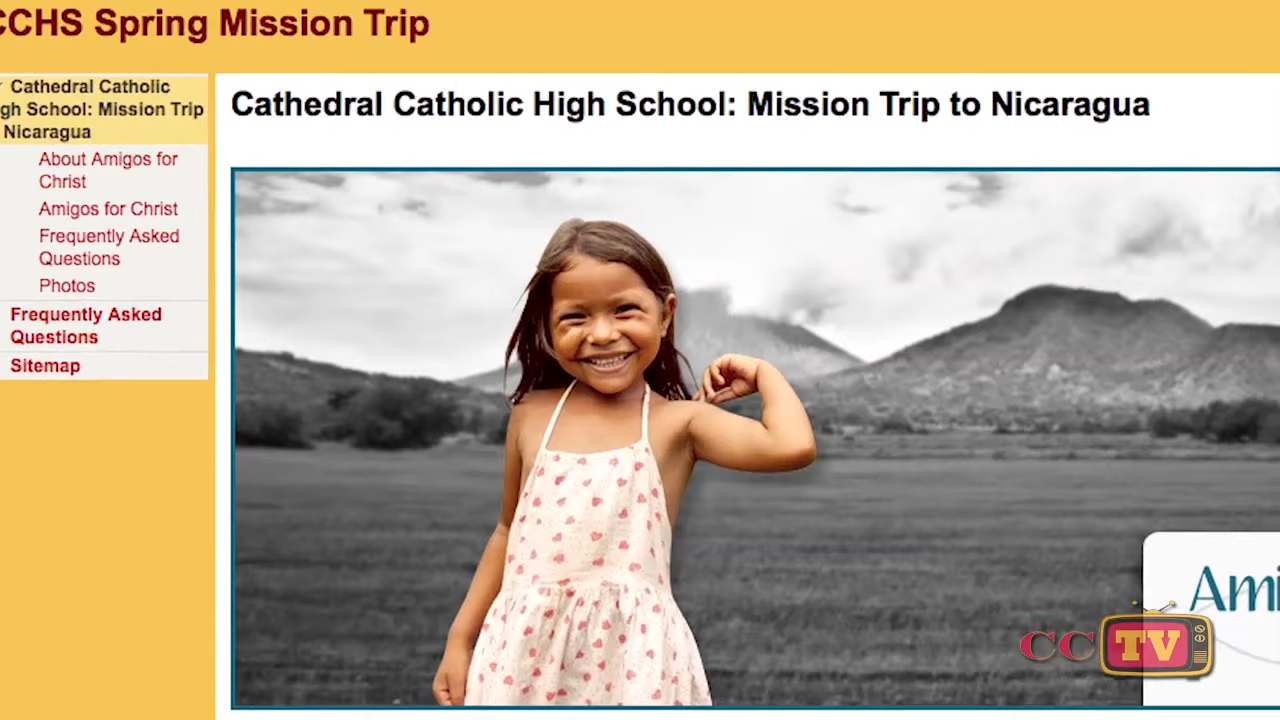 CCHS Spring Mission Trip
Cathedral Catholic
gh School: Mission Trip
Nicaragua
About Amigos for
Christ
Amigos for Christ
Frequently Asked
Questions
Photos
Frequently Asked
Questions
Sitemap
Cathedral Catholic High School: Mission Trip to Nicaragua
Ami
CC TV